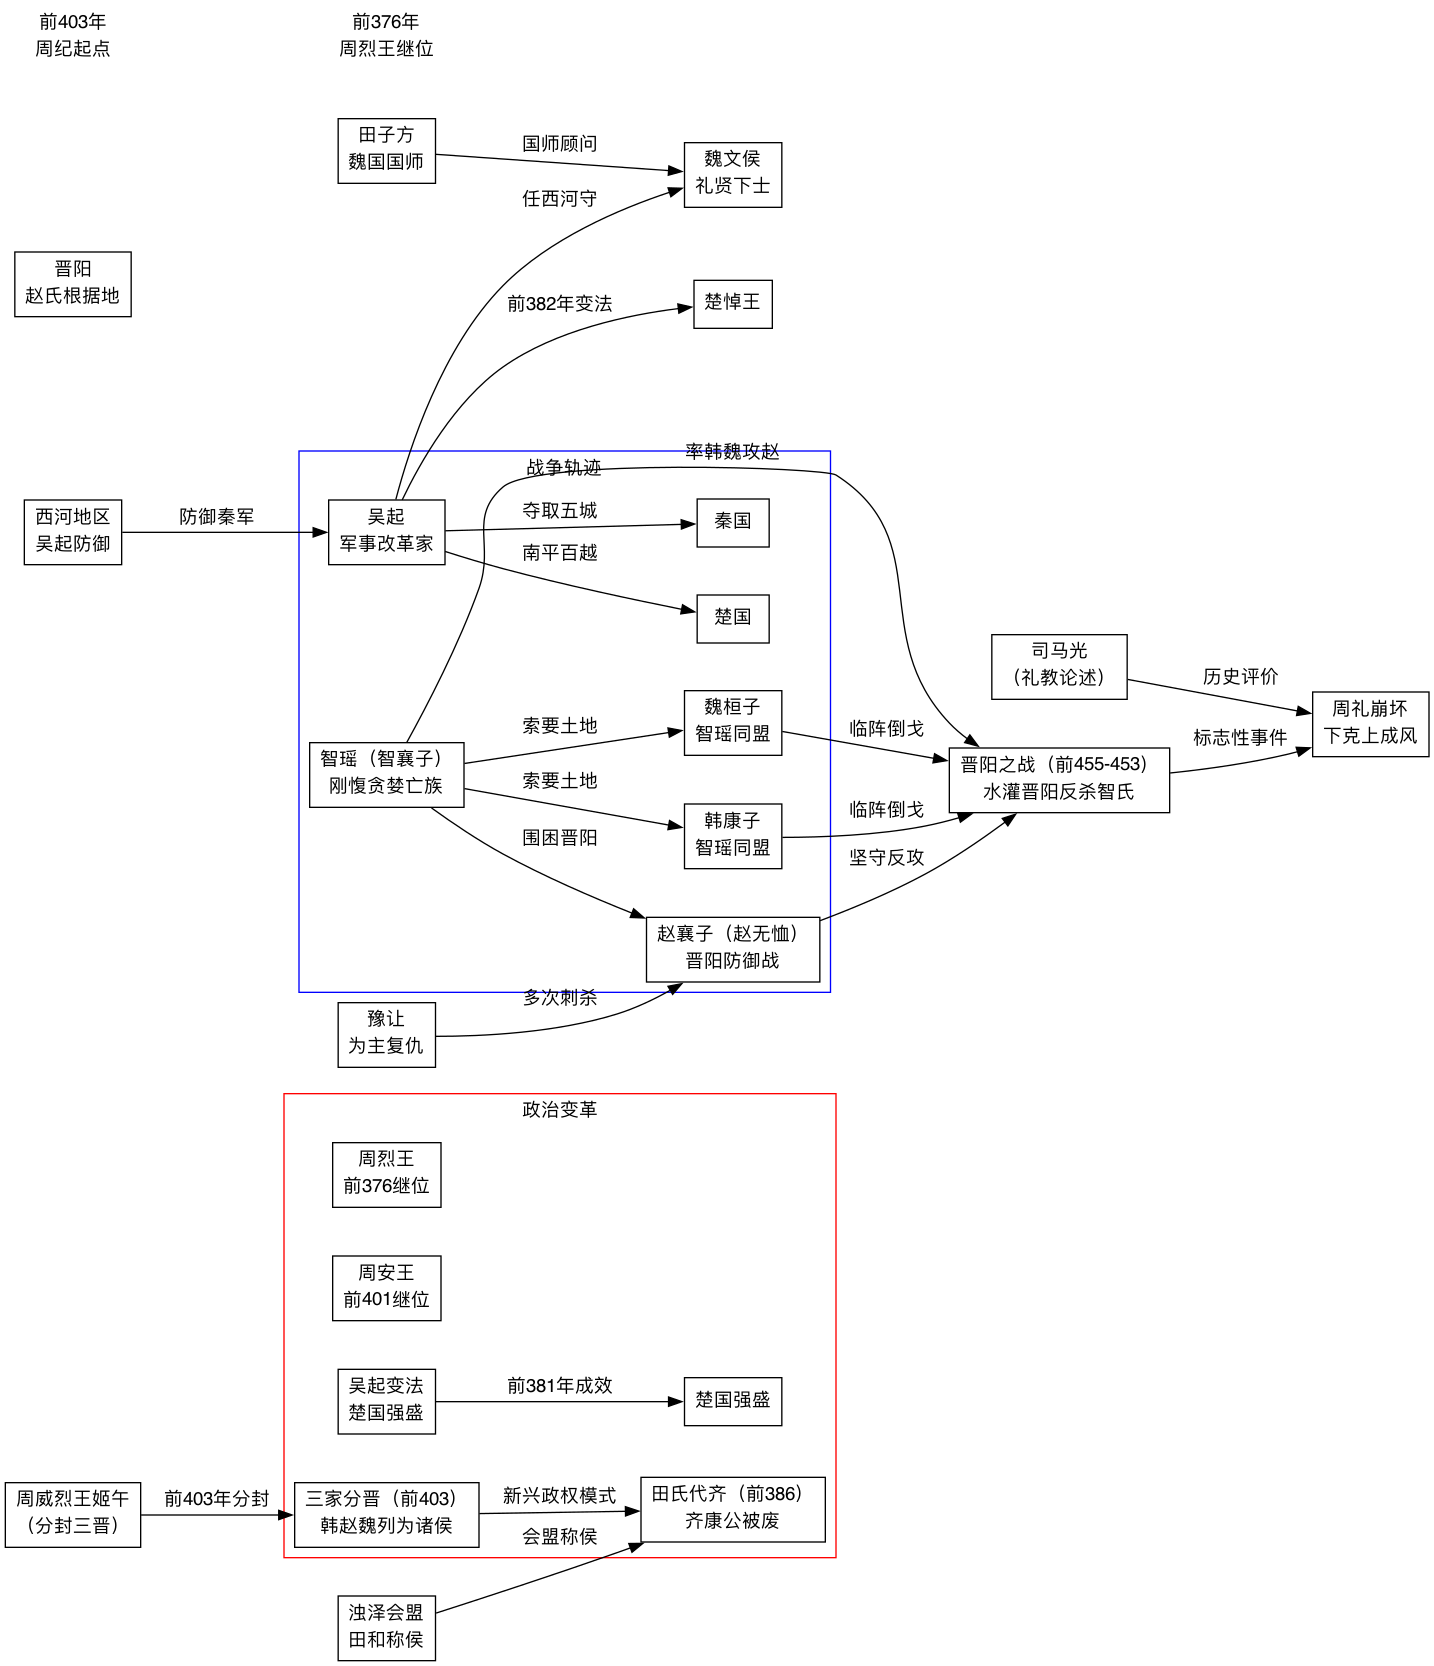 前403年
周纪起点
前376年
周烈王继位
田子方
魏国国师
国师顾问
魏文侯
礼贤下士
任西河守
晋阳
赵氏根据地
前382年变法
楚悼王
率韩魏攻赵
战争轨迹
西河地区
吴起防御
防御秦军
吴起
军事改革家
夺取五城
秦国
南平百越
楚国
司马光
（礼教论述）
历史评价
周礼崩坏
下克上成风
魏桓子
智瑶同盟
索要土地
临阵倒戈
标志性事件
智瑶（智襄子）
刚愎贪婪亡族
晋阳之战（前455-453）
水灌晋阳反杀智氏
索要土地
韩康子
智瑶同盟
临阵倒戈
围困晋阳
坚守反攻
赵襄子（赵无恤）
晋阳防御战
多次刺杀
豫让
为主复仇
政治变革
周烈王
前376继位
周安王
前401继位
吴起变法
楚国强盛
前381年成效
楚国强盛
周威烈王姬午
（分封三晋）
前403年分封
三家分晋（前403）
韩赵魏列为诸侯
新兴政权模式
田氏代齐（前386）
齐康公被废
会盟称侯
浊泽会盟
田和称侯